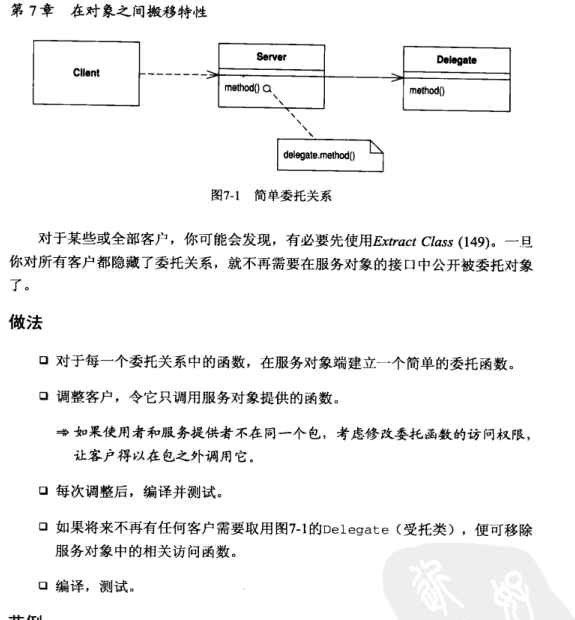 第 7 章 在对象之间搬移特性
Client
Server
method()
Delegate
method()
delegate.method()
图7-1 简单委托关系
对于某些或全部客户，你可能会发现，有必要先使用Extract Class (149)。一旦
你对所有客户都隐藏了委托关系，就不再需要在服务对象的接口中公开被委托对象
了。
做法
❑ 对于每一个委托关系中的函数，在服务对象端建立一个简单的委托函数。
❑ 调整客户，令它只调用服务对象提供的函数。
⇒ 如果使用者和服务提供者不在同一个包，考虑修改委托函数的访问权限，
让客户得以在包之外调用它。
❑ 每次调整后，编译并测试。
❑ 如果将来不再有任何客户需要取用图7-1的Delegate（受托类），便可移除
服务对象中的相关访问函数。
❑ 编译，测试。